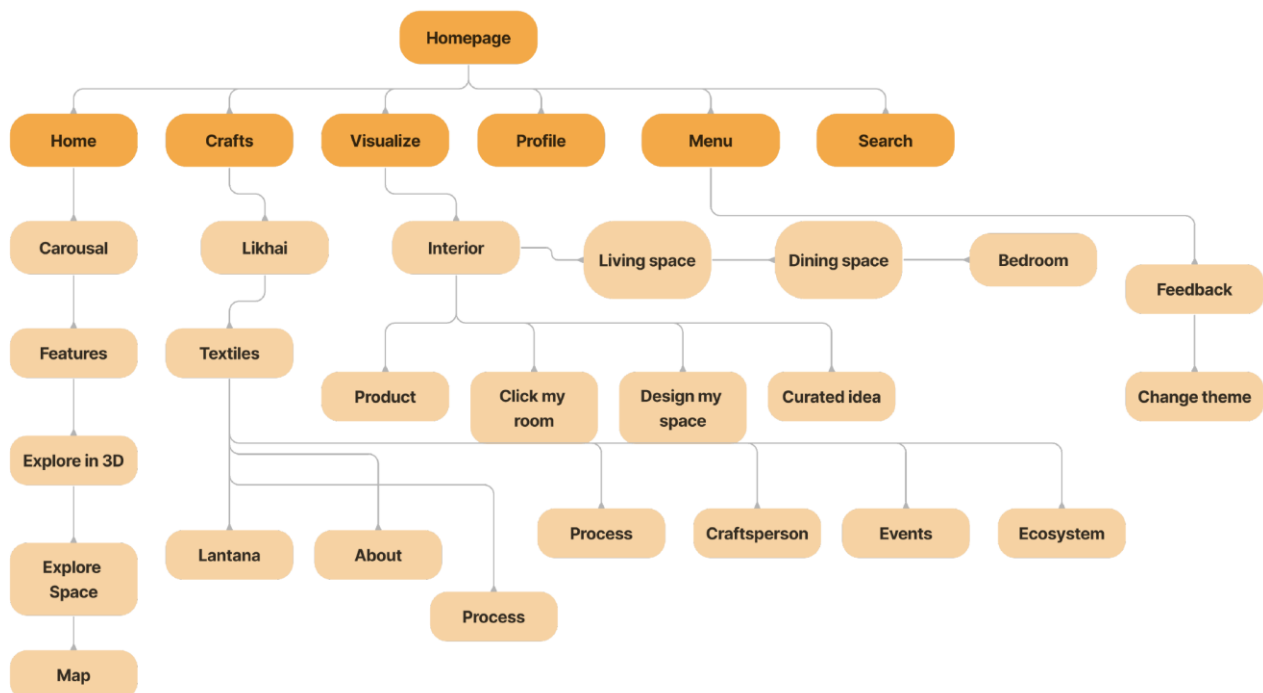 Homepage
Home
Crafts
Visualize
Profile
Menu
Search
Carousal
Likhai
Interior
Living space
Dining space
Bedroom
Feedback
Features
Textiles
Product
Click my
room
Design my
space
Curated idea
Change theme
Explore in 3D
Lantana
About
Process
Craftsperson
Events
Ecosystem
Explore
Space
Process
Map